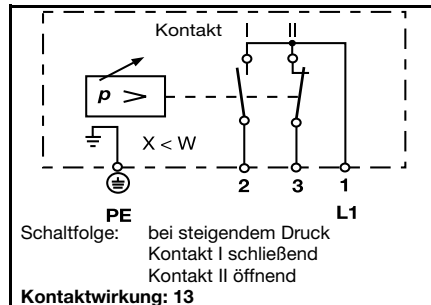 Kontakt I II
p >
X < W
2 3 1
PE L1
Schaltfolge: bei steigendem Druck
Kontakt I schließend
Kontakt II öffnend
Kontaktwirkung: 13